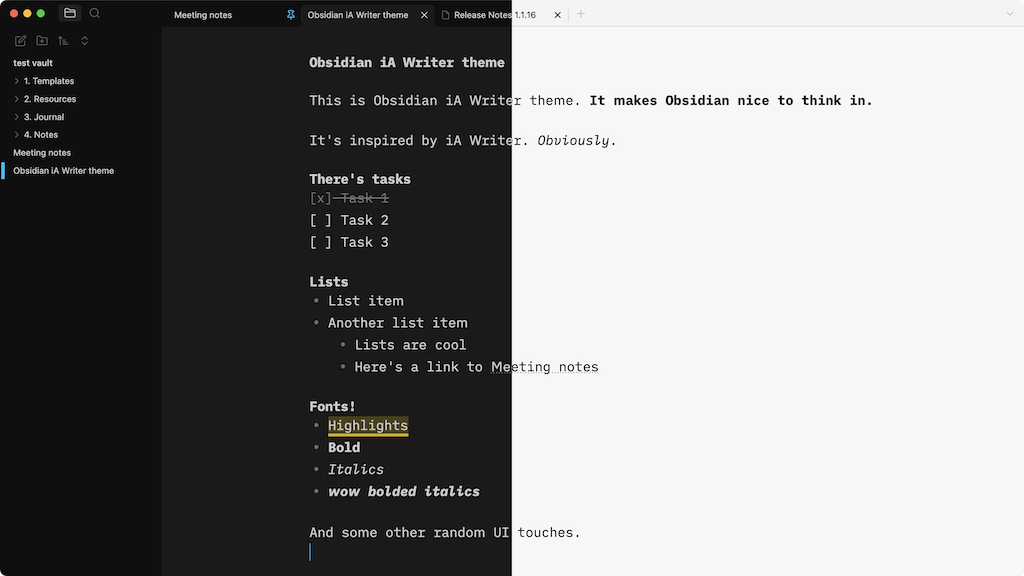 Meeting notes
Obsidian iA Writer theme
Release Notes 1.1.16
test vault
1. Templates
2. Resources
3. Journal
4. Notes
Meeting notes
Obsidian iA Writer theme
Obsidian iA Writer theme
This is Obsidian iA Writer theme. It makes Obsidian nice to think in.
It's inspired by iA Writer. Obviously.
There's tasks
[x] Task 1
[ ] Task 2
[ ] Task 3
Lists
• List item
• Another list item
• Lists are cool
• Here's a link to Meeting notes
Fonts!
• Highlights
• Bold
• Italics
• wow bolded italics
And some other random UI touches.